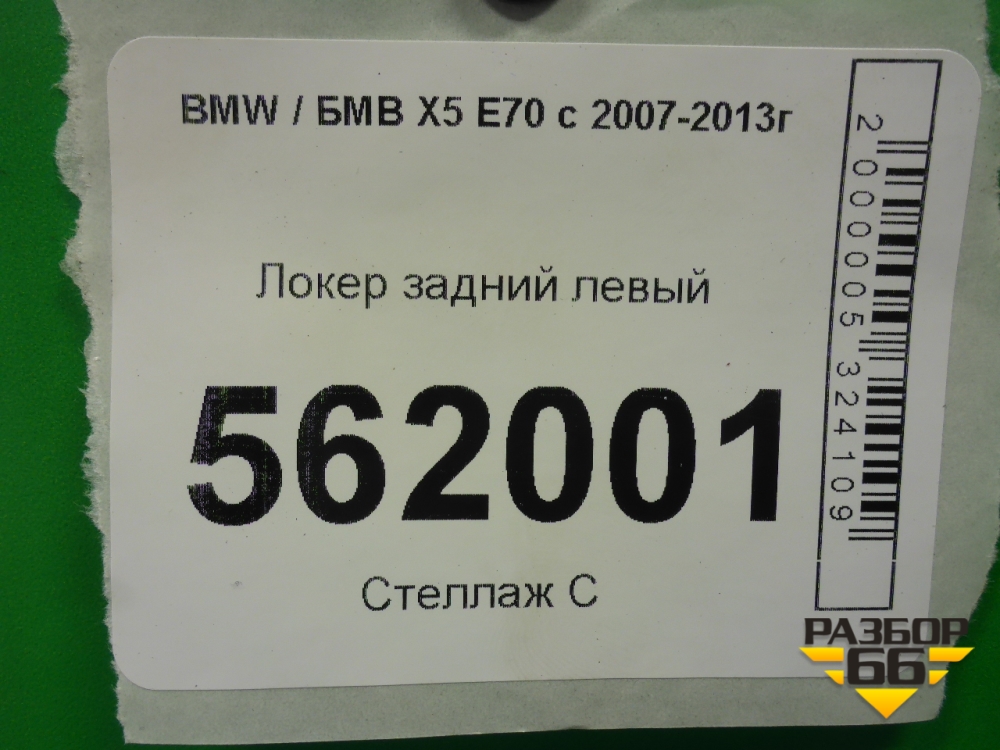 BMW / БМВ X5 E70 с 2007-2013г
Локер задний левый
562001
Стеллаж С
2000005324109
РАЗБОР
66